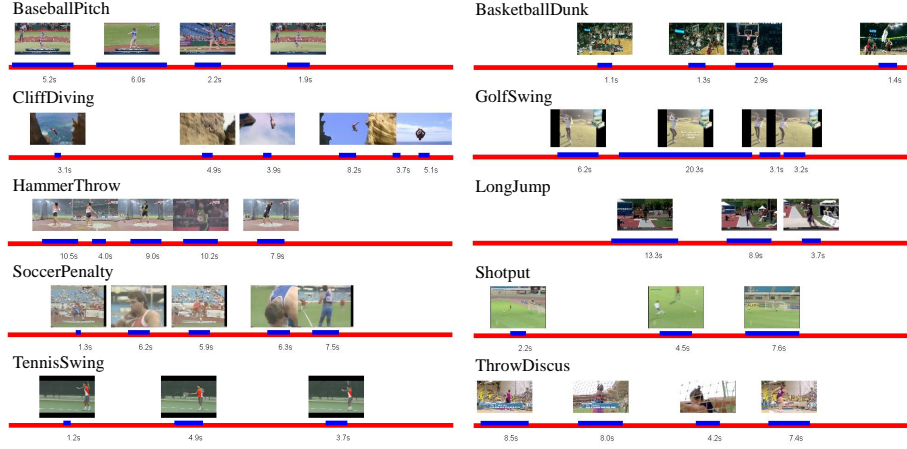 BaseballPitch
5.2s 6.0s 2.2s 1.9s
BasketballDunk
1.1s 1.3s 2.9s 1.4s
CliffDiving
3.1s 4.9s 3.9s 8.2s 3.7s 5.1s
GolfSwing
6.2s 20.3s 3.1s 3.2s
HammerThrow
10.5s 4.0s 9.0s 10.2s 7.9s
LongJump
13.3s 8.9s 3.7s
SoccerPenalty
1.3s 6.2s 5.9s 6.3s 7.5s
Shotput
2.2s 4.5s 7.6s
TennisSwing
1.2s 4.9s 3.7s
ThrowDiscus
8.5s 8.0s 4.2s 7.4s